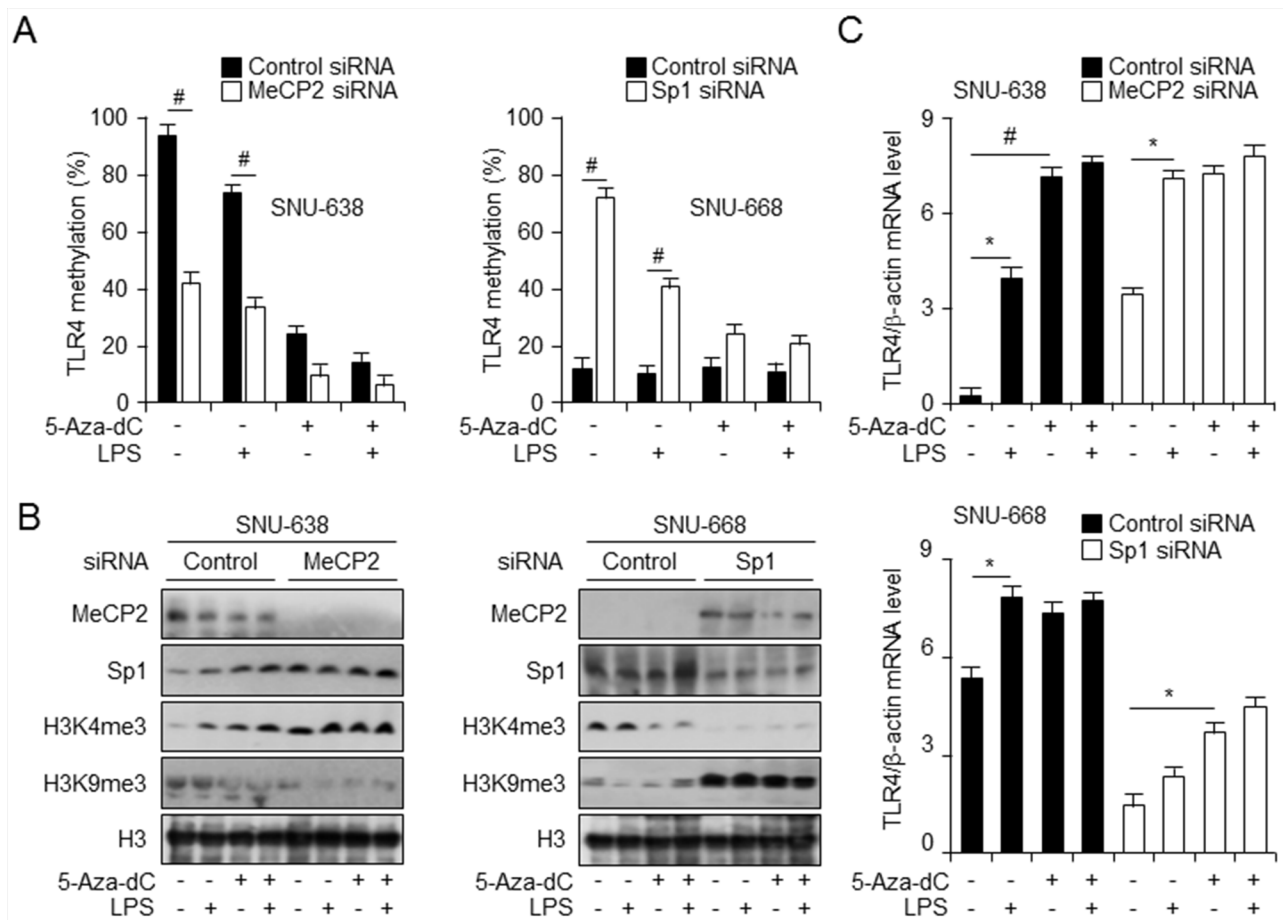 A
Control siRNA
MeCP2 siRNA
TLR4 methylation (%)
100
80
60
40
20
0
#
#
SNU-638
5-Aza-dC - - + +
LPS - + - +
Control siRNA
Sp1 siRNA
TLR4 methylation (%)
100
80
60
40
20
0
#
#
SNU-668
- - + +
- + - +
B
SNU-638
siRNA Control MeCP2
MeCP2
Sp1
H3K4me3
H3K9me3
H3
5-Aza-dC - - + + - - + +
LPS - + - + - + - +
SNU-668
siRNA Control Sp1
MeCP2
Sp1
H3K4me3
H3K9me3
H3
5-Aza-dC - - + + - - + +
LPS - + - + - + - +
C
SNU-638
Control siRNA
MeCP2 siRNA
TLR4/β-actin mRNA level
9
6
3
0
#
*
*
5-Aza-dC - - + + - - + +
LPS - + - + - + - +
SNU-668
Control siRNA
Sp1 siRNA
TLR4/β-actin mRNA level
9
6
3
0
*
*
5-Aza-dC - - + + - - + +
LPS - + - + - + - +